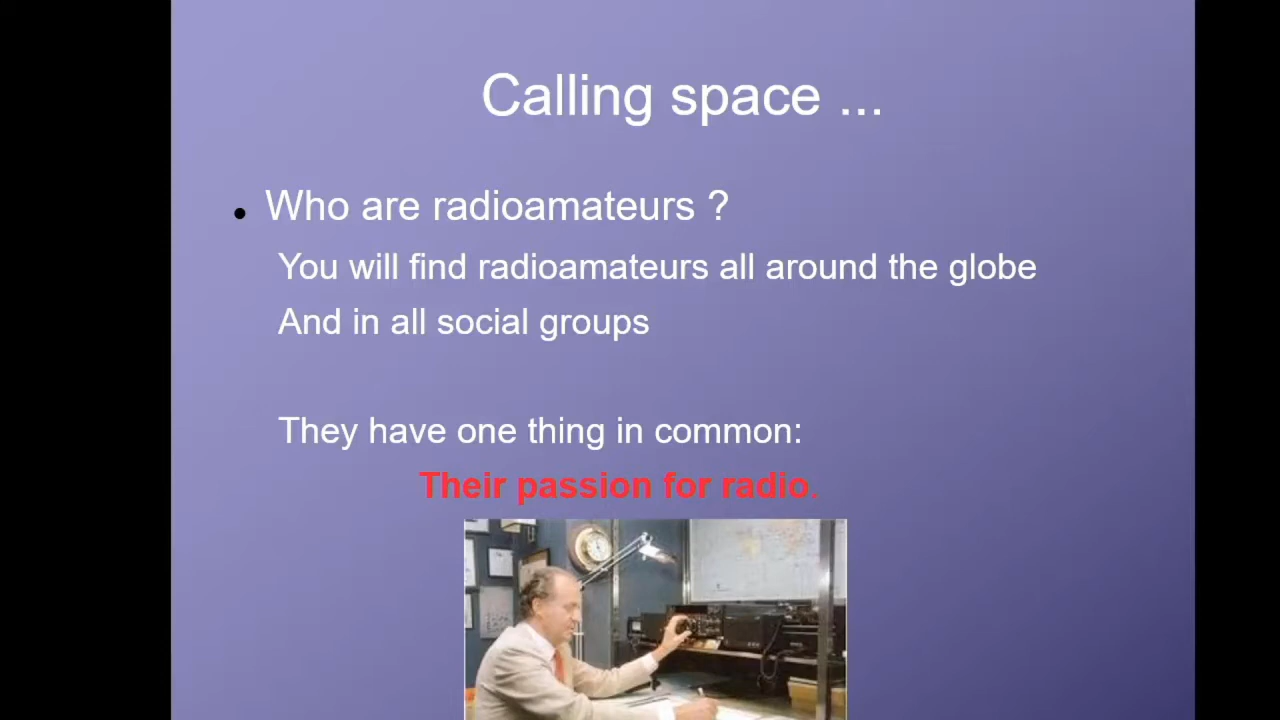 Calling space ...
• Who are radioamateurs ?
You will find radioamateurs all around the globe
And in all social groups
They have one thing in common:
Their passion for radio.